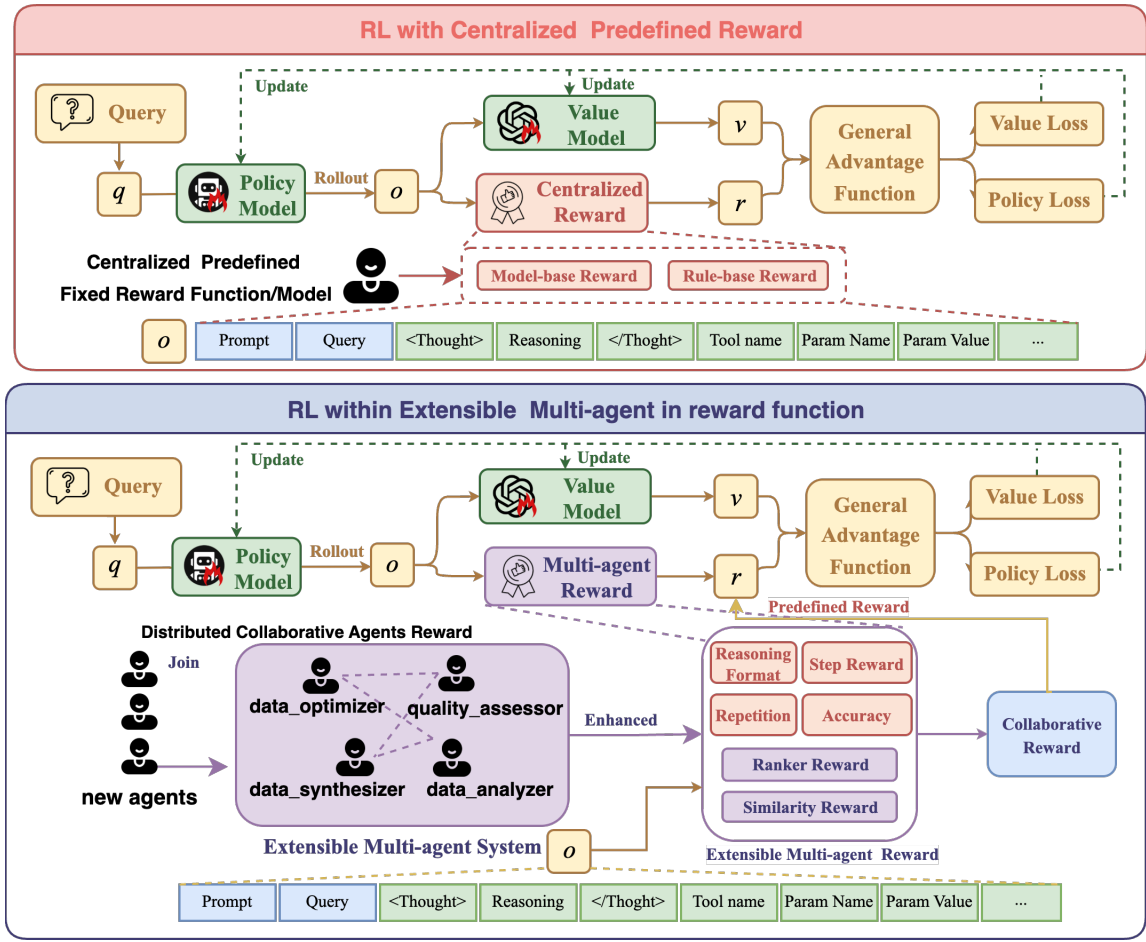 RL with Centralized Predefined Reward
Update
Update
Query
Value
Model
v
General
Advantage
Function
Value Loss
q
Policy
Model
Rollout
o
Centralized
Reward
r
Policy Loss
Centralized Predefined
Fixed Reward Function/Model
Model-base Reward
Rule-base Reward
o
Prompt
Query
<Thought>
Reasoning
</Thoght>
Tool name
Param Name
Param Value
...
RL within Extensible Multi-agent in reward function
Update
Update
Query
Value
Model
v
General
Advantage
Function
Value Loss
q
Policy
Model
Rollout
o
Multi-agent
Reward
r
Policy Loss
Predefined Reward
Distributed Collaborative Agents Reward
Join
new agents
data_optimizer
quality_assessor
data_synthesizer
data_analyzer
Extensible Multi-agent System
Enhanced
Reasoning
Format
Step Reward
Repetition
Accuracy
Ranker Reward
Similarity Reward
Extensible Multi-agent Reward
Collaborative
Reward
o
Prompt
Query
<Thought>
Reasoning
</Thoght>
Tool name
Param Name
Param Value
...